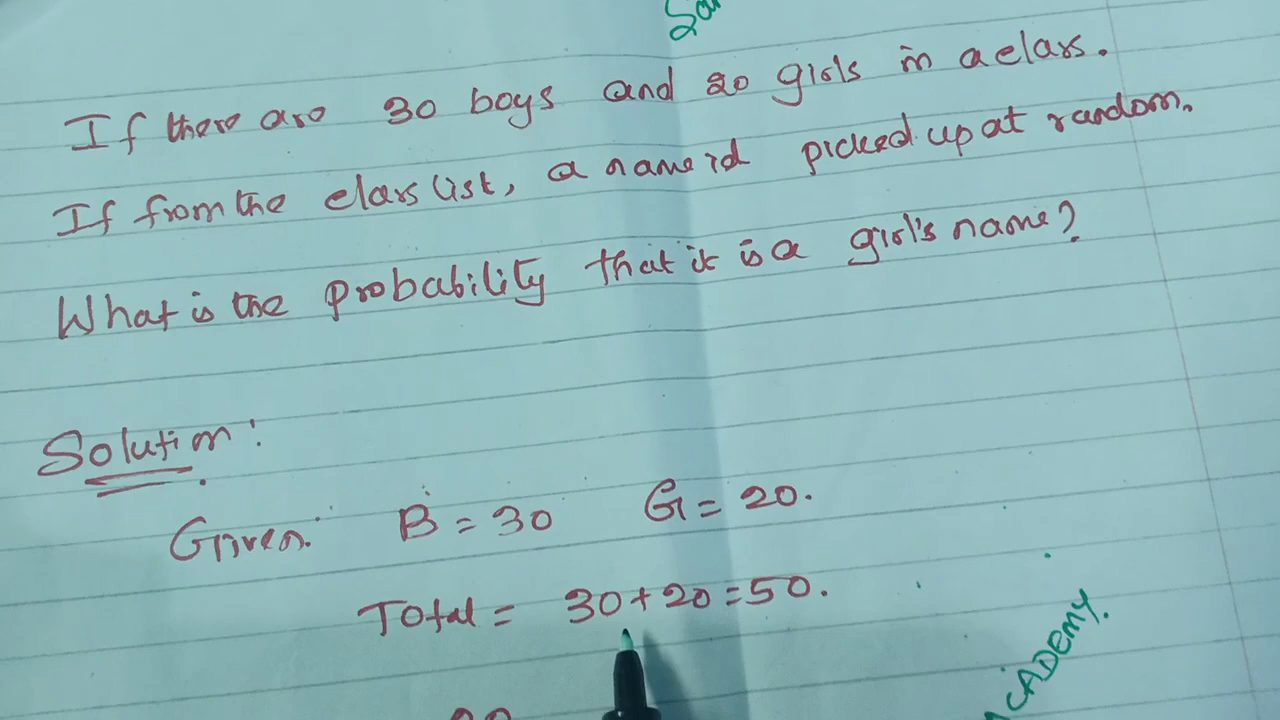 If there are 30 boys and 20 girls in a class.
If from the class list, a name id picked up at random.
What is the probability that it is a girl's name?
Solution:
Given: B = 30 G = 20.
Total = 30+20=50.
ACADEMY.